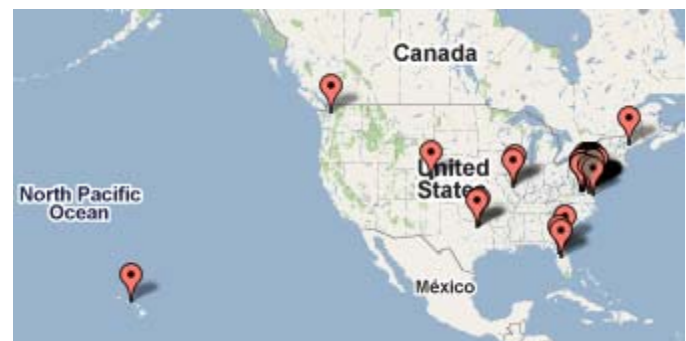 Canada
United
States
North Pacific
Ocean
México